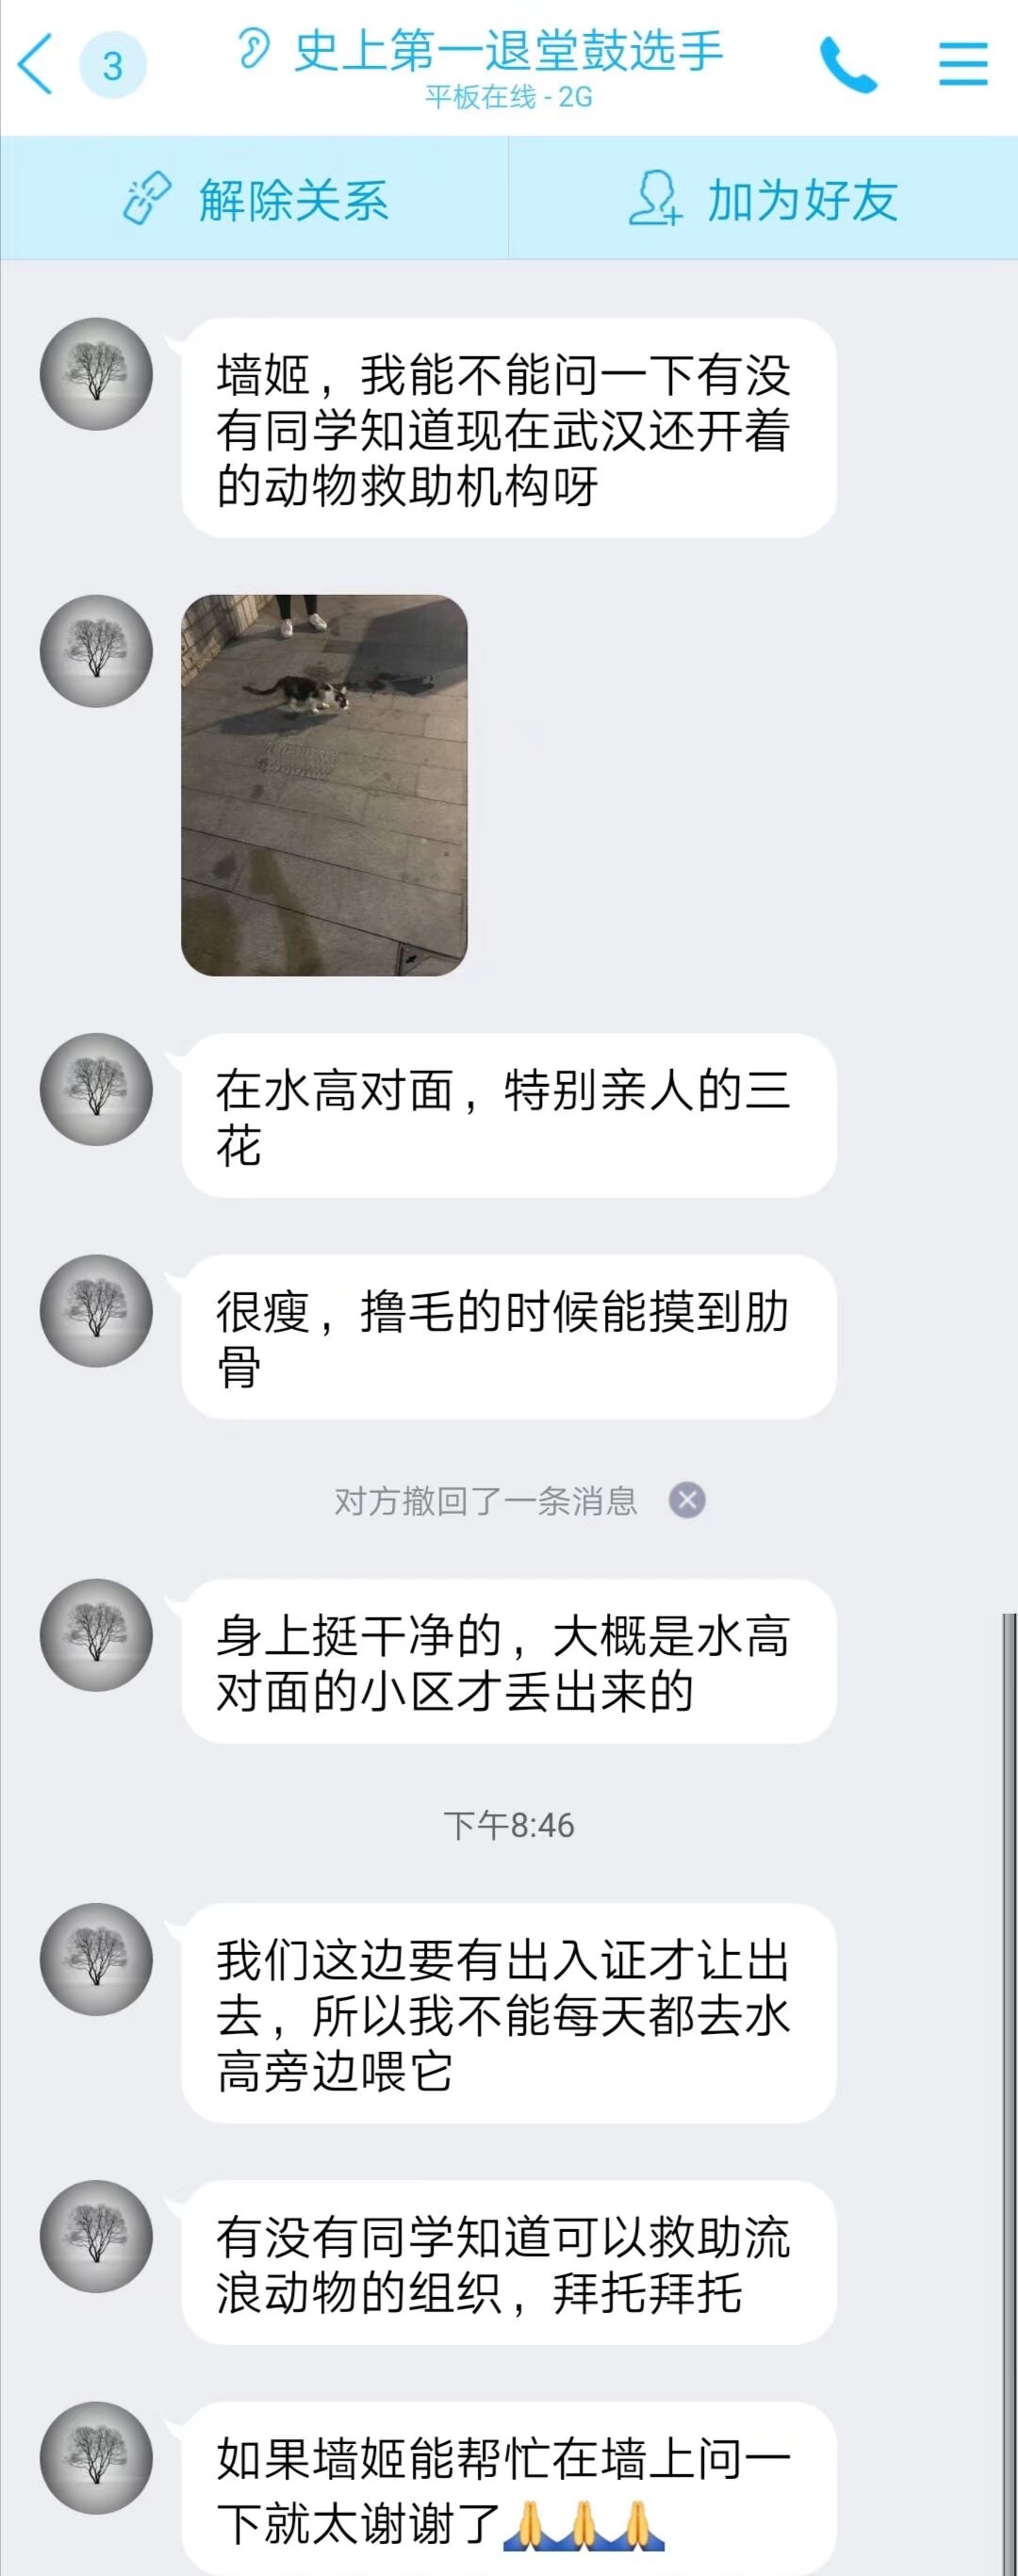 3
史上第一退堂鼓选手
平板在线 - 2G
解除关系
加为好友
墙姬，我能不能问一下有没
有同学知道现在武汉还开着
的动物救助机构呀
在水高对面，特别亲人的三
花
很瘦，撸毛的时候能摸到肋
骨
对方撤回了一条消息
身上挺干净的，大概是水高
对面的小区才丢出来的
下午8:46
我们这边要有出入证才让出
去，所以我不能每天都去水
高旁边喂它
有没有同学知道可以救助流
浪动物的组织，拜托拜托
如果墙姬能帮忙在墙上问一
下就太谢谢了🙏🙏🙏